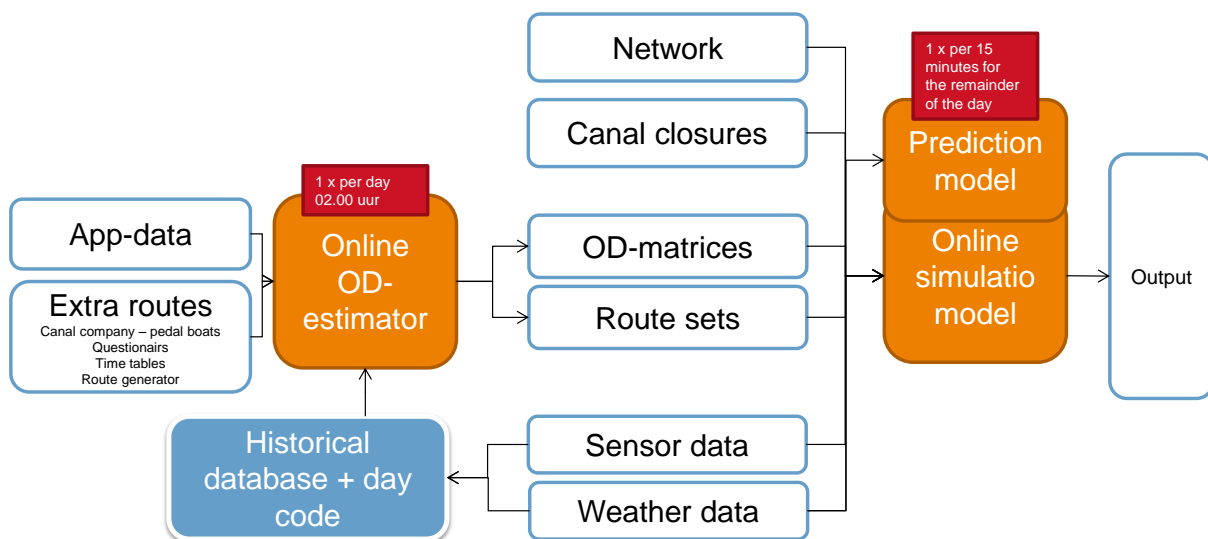 Network
Canal closures
1 x per 15
minutes for
the remainder
of the day
Prediction
model
1 x per day
02.00 uur
App-data
Extra routes
Canal company – pedal boats
Questionairs
Time tables
Route generator
Online
OD-
estimator
OD-matrices
Route sets
Online
simulatio
model
Output
Historical
database + day
code
Sensor data
Weather data